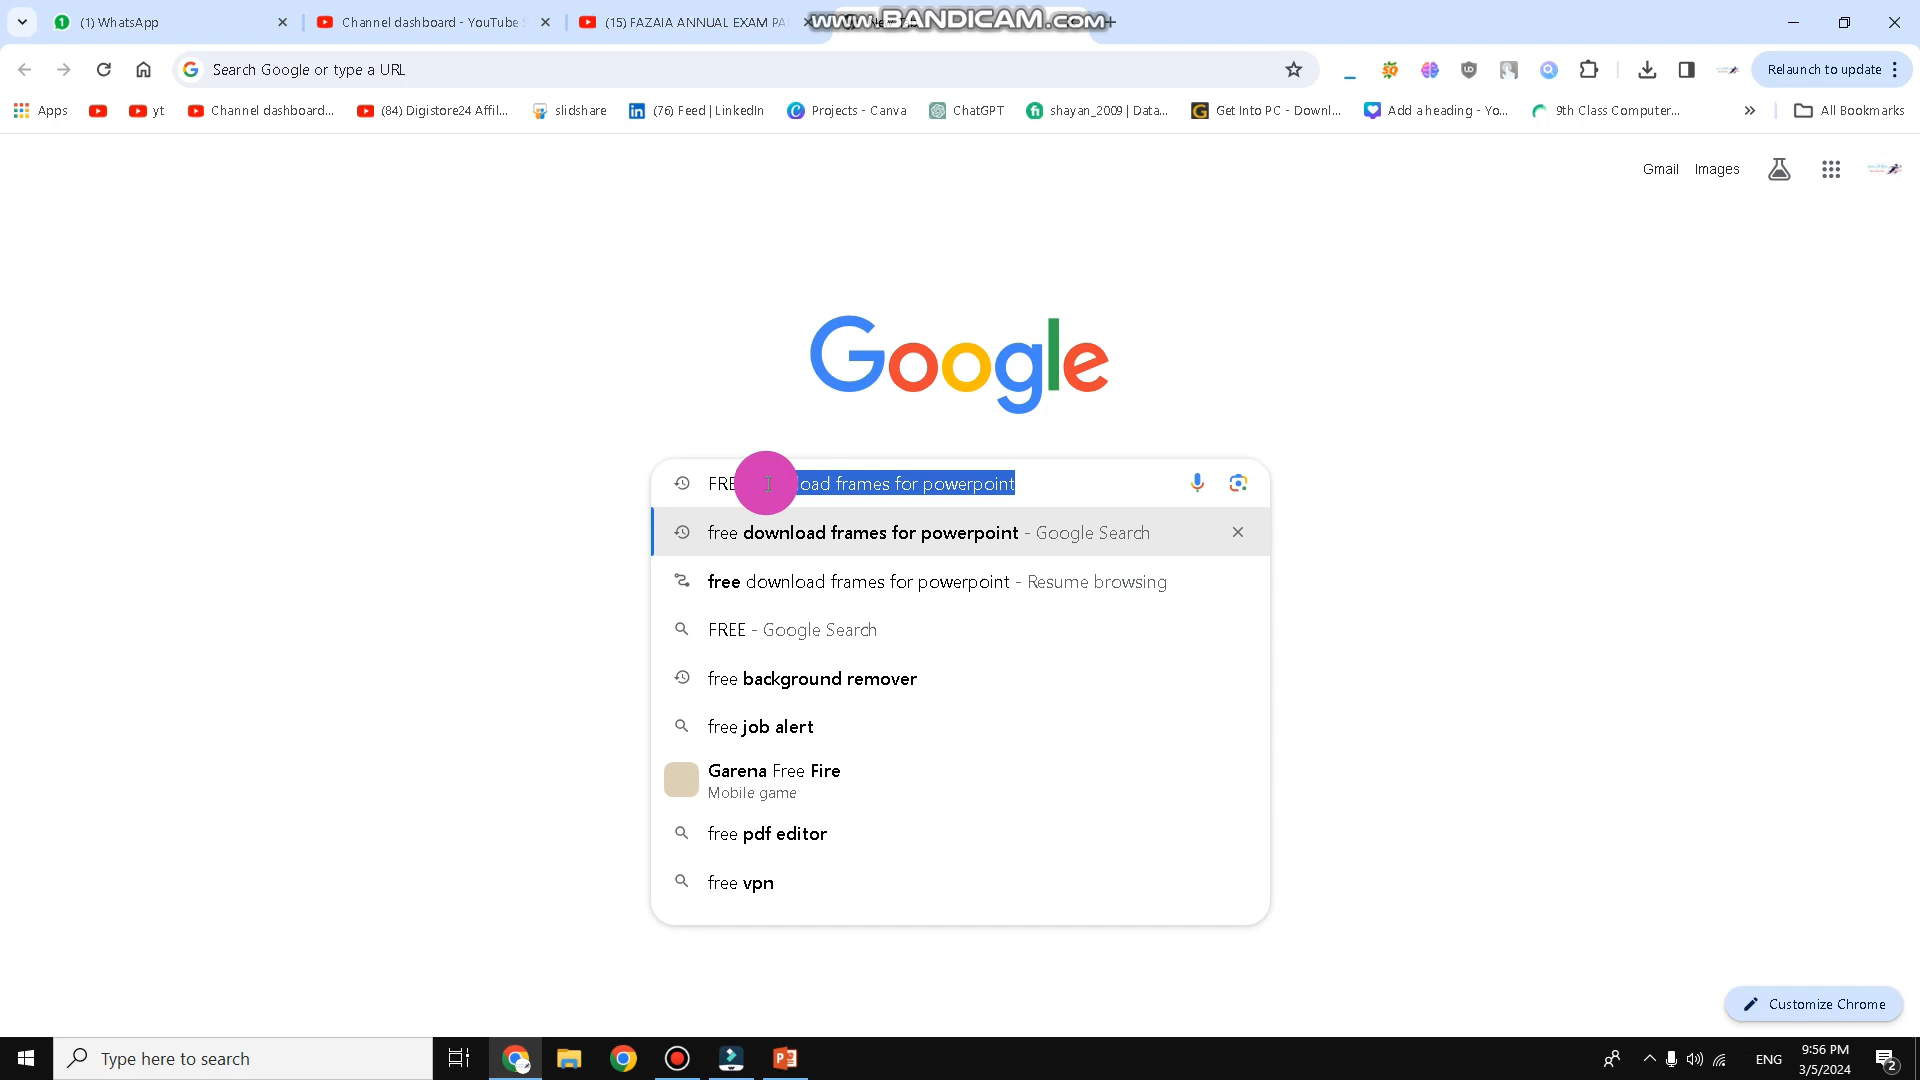 (1) WhatsApp
Channel dashboard - YouTube S
(15) FAZAIA ANNUAL EXAM PA
www.BANDICAM.com
Search Google or type a URL
Relaunch to update
Apps
yt
Channel dashboard...
(84) Digistore24 Affil...
slidshare
(76) Feed | LinkedIn
Projects - Canva
ChatGPT
shayan_2009 | Data...
Get Into PC - Downl...
Add a heading - Yo...
9th Class Computer...
All Bookmarks
Gmail
Images
Google
FRE load frames for powerpoint
free download frames for powerpoint - Google Search
free download frames for powerpoint - Resume browsing
FREE - Google Search
free background remover
free job alert
Garena Free Fire
Mobile game
free pdf editor
free vpn
Customize Chrome
Type here to search
ENG
9:56 PM
3/5/2024
2